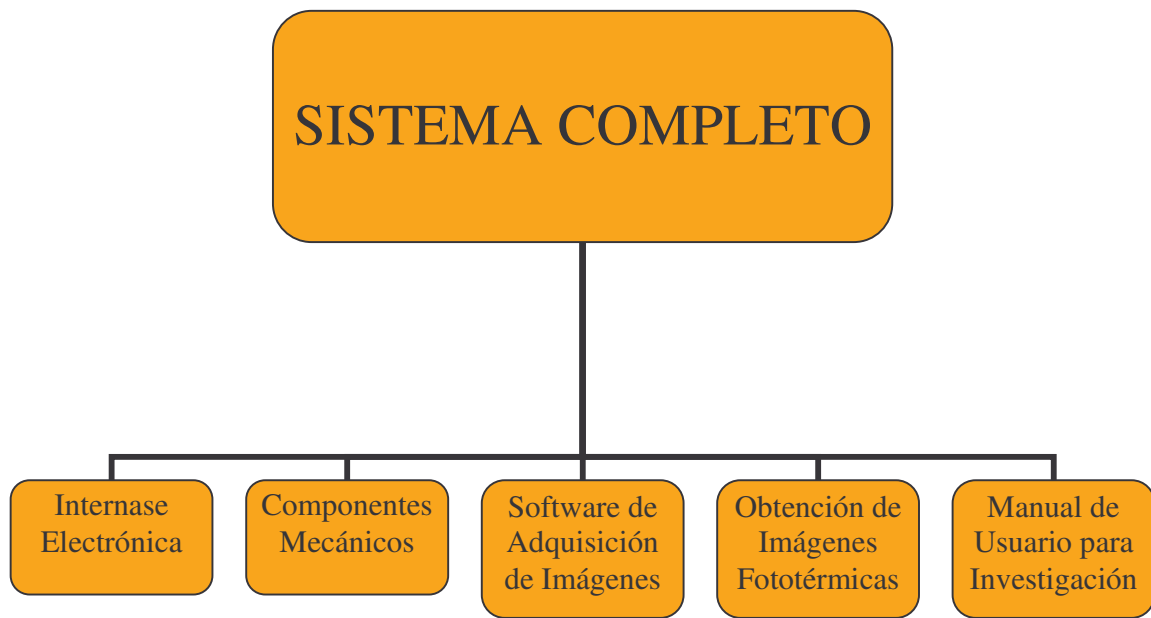 SISTEMA COMPLETO
Internase
Electrónica
Componentes
Mecánicos
Software de
Adquisición
de Imágenes
Obtención de
Imágenes
Fototérmicas
Manual de
Usuario para
Investigación